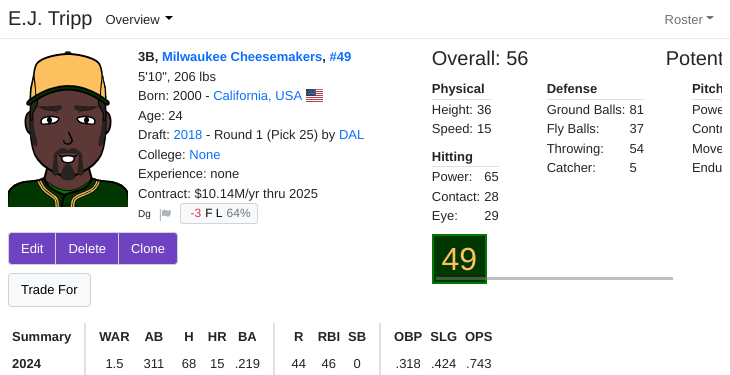 E.J. Tripp Overview Roster
3B, Milwaukee Cheesemakers, #49
5'10", 206 lbs
Born: 2000 - California, USA
Age: 24
Draft: 2018 - Round 1 (Pick 25) by DAL
College: None
Experience: none
Contract: $10.14M/yr thru 2025
Dg -3 F L 64%
Edit Delete Clone
Trade For
Overall: 56
Physical
Height: 36
Speed: 15
Hitting
Power: 65
Contact: 28
Eye: 29
Defense
Ground Balls: 81
Fly Balls: 37
Throwing: 54
Catcher: 5
Potent
Pitch
Powe
Contr
Move
Endu
49
Summary WAR AB H HR BA R RBI SB OBP SLG OPS
2024 1.5 311 68 15 .219 44 46 0 .318 .424 .743